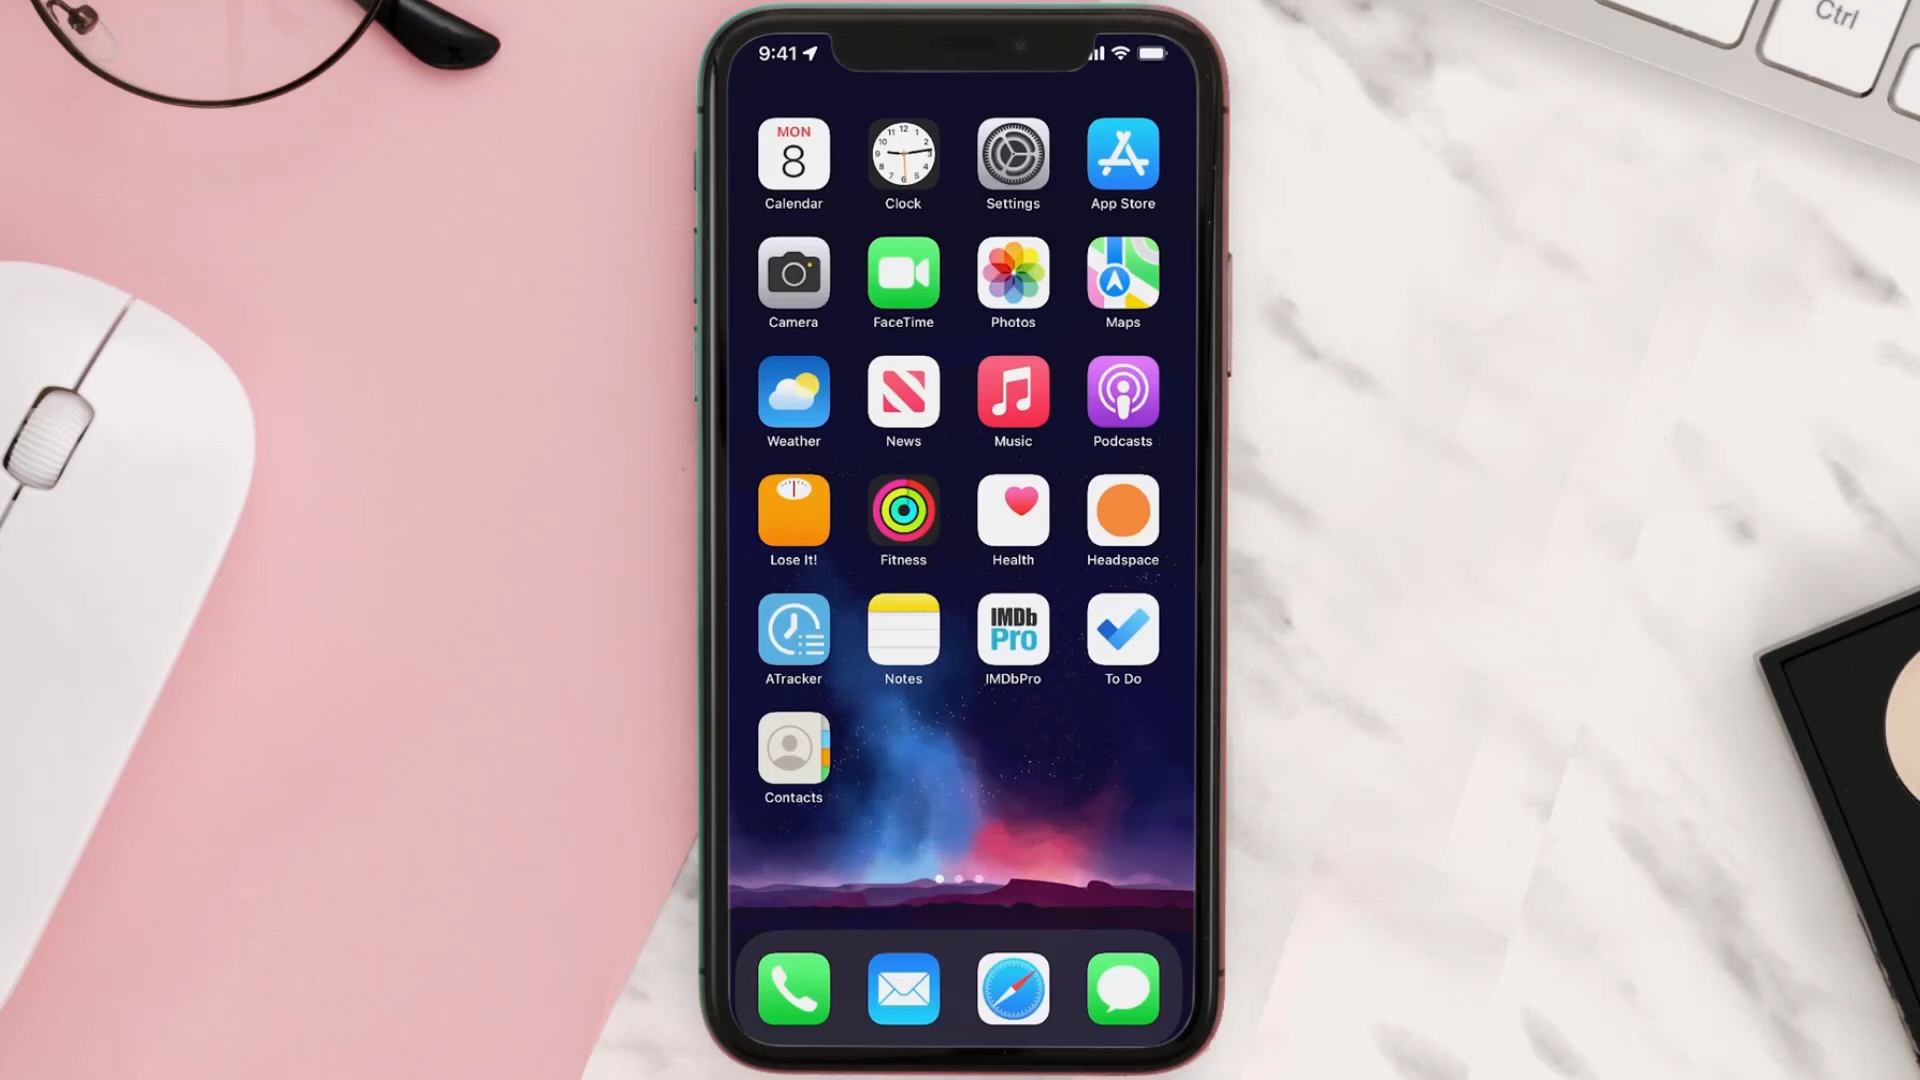 Ctrl
9:41
MON
8
Calendar
Clock
Settings
App Store
Camera
FaceTime
Photos
Maps
Weather
News
Music
Podcasts
Lose It!
Fitness
Health
Headspace
IMDb
Pro
ATracker
Notes
IMDbPro
To Do
Contacts